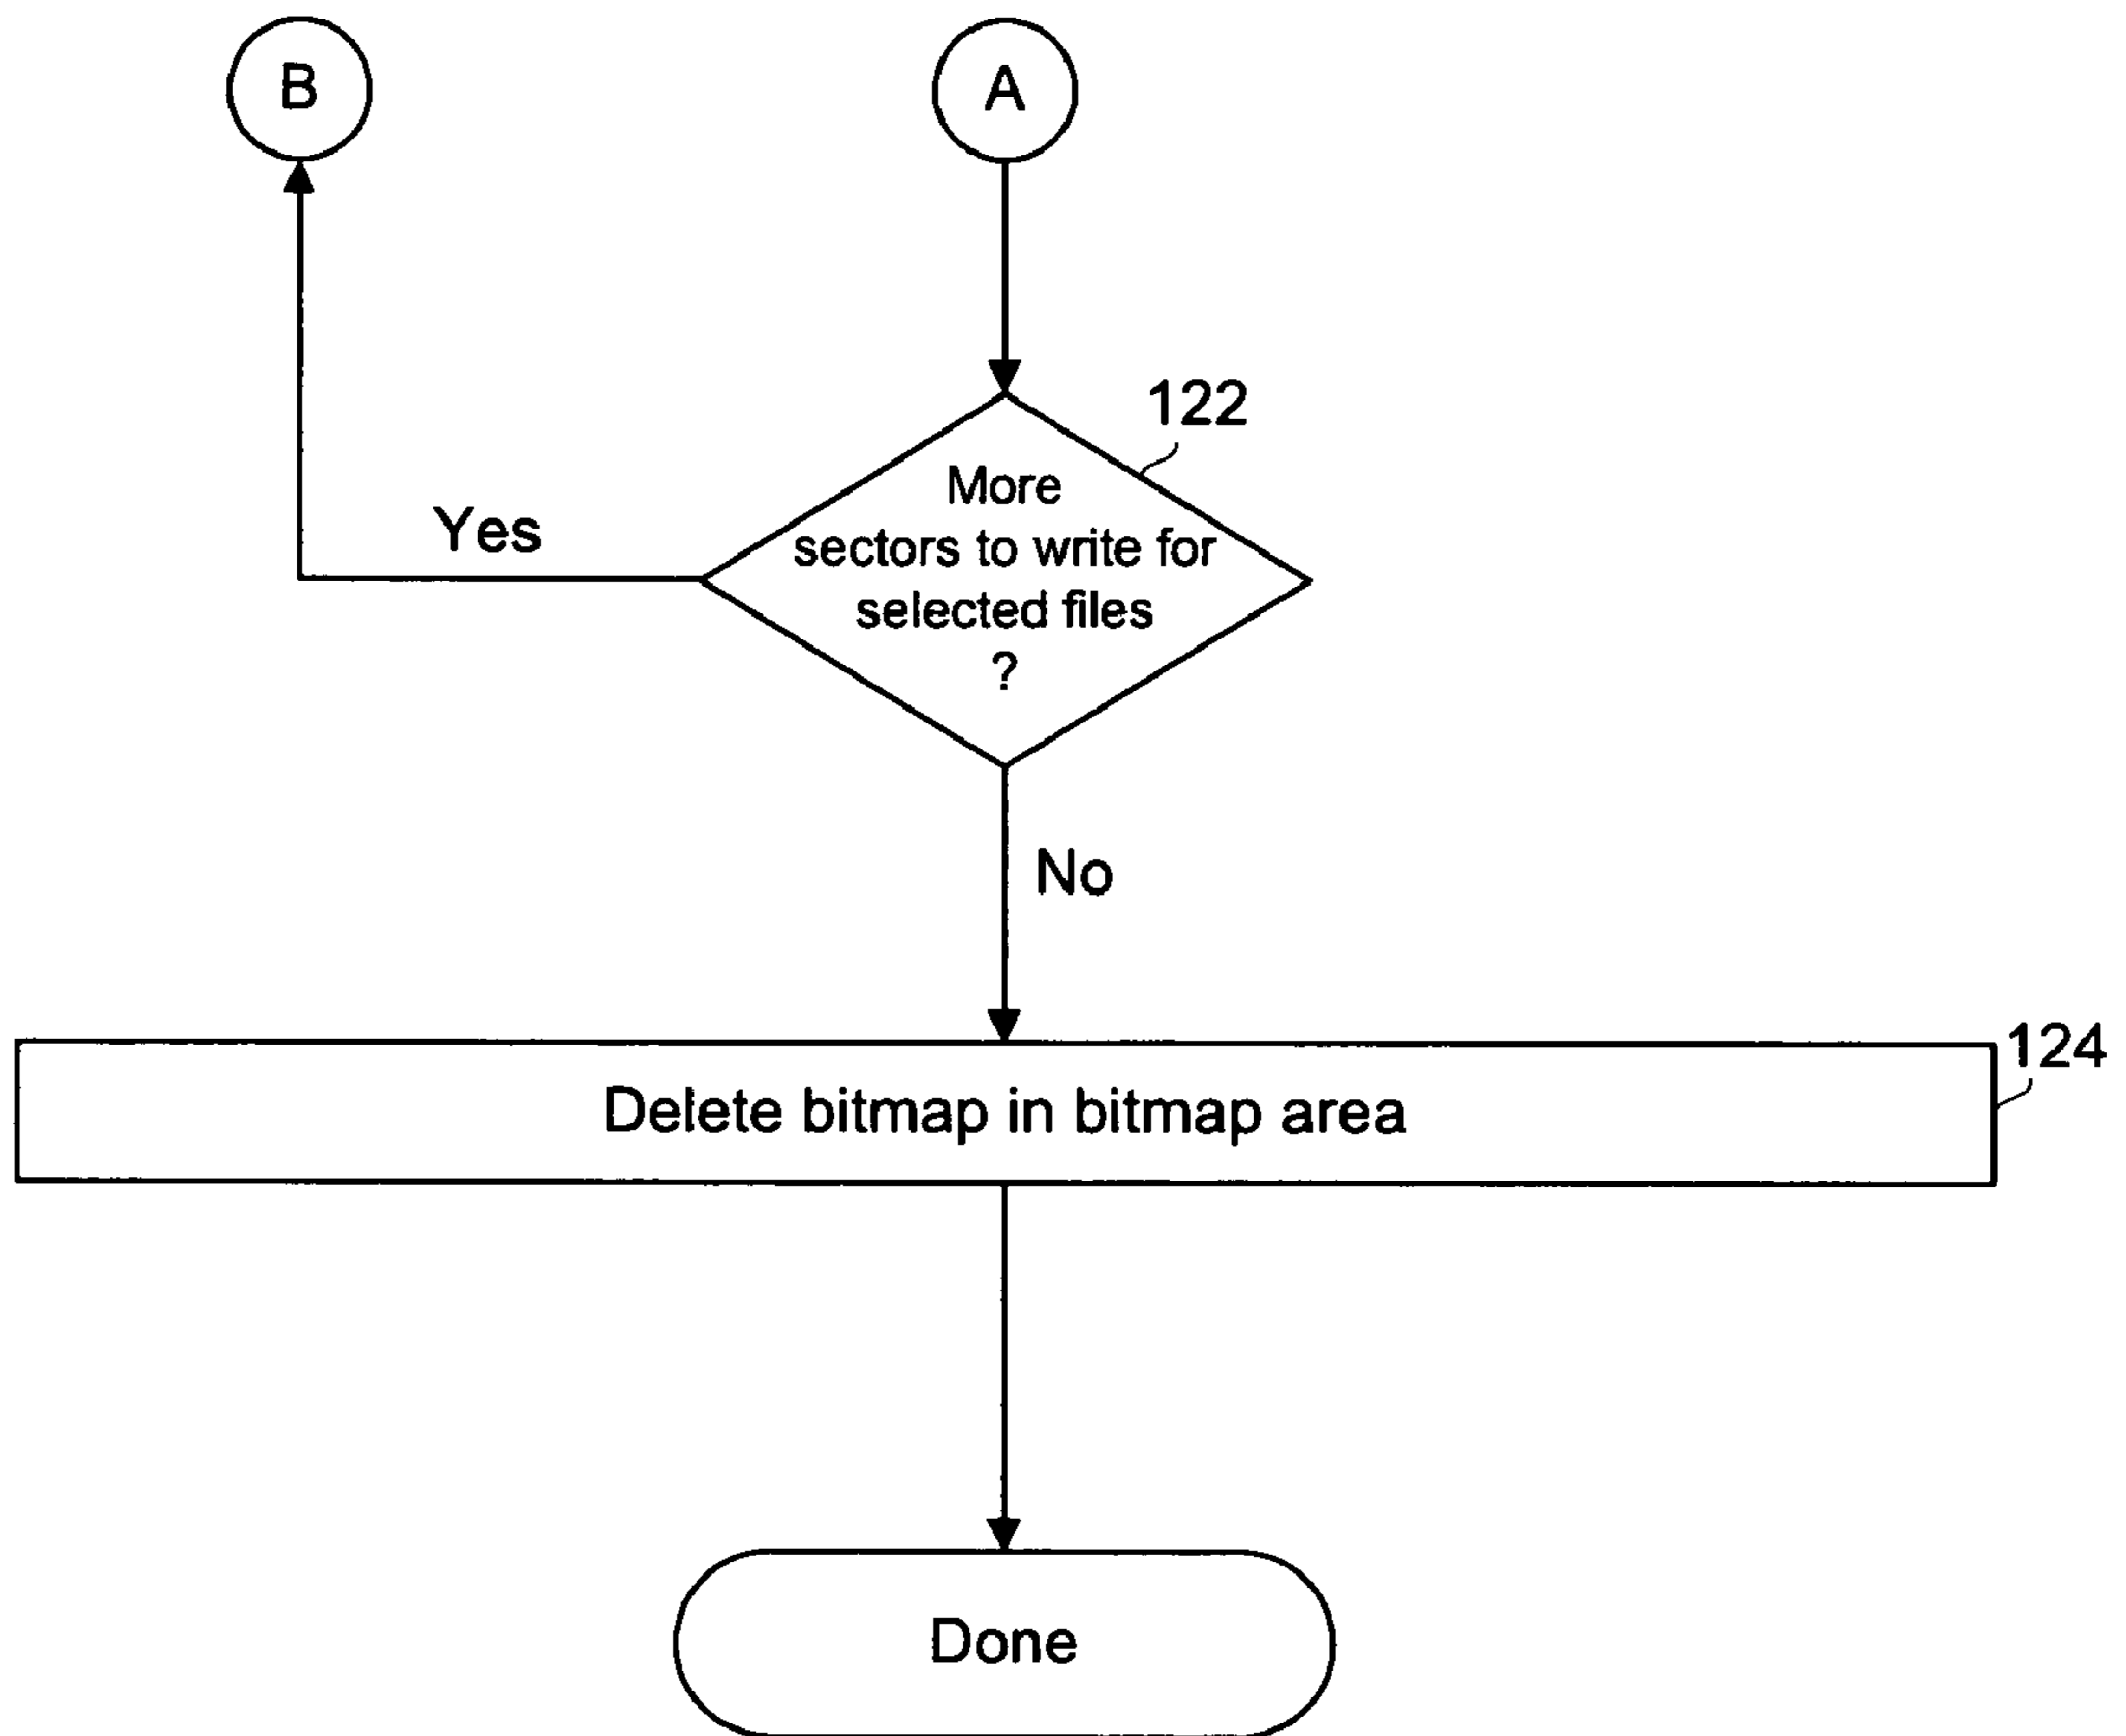 B
A
122
More
sectors to write for
selected files
?
Yes
No
124
Delete bitmap in bitmap area
Done